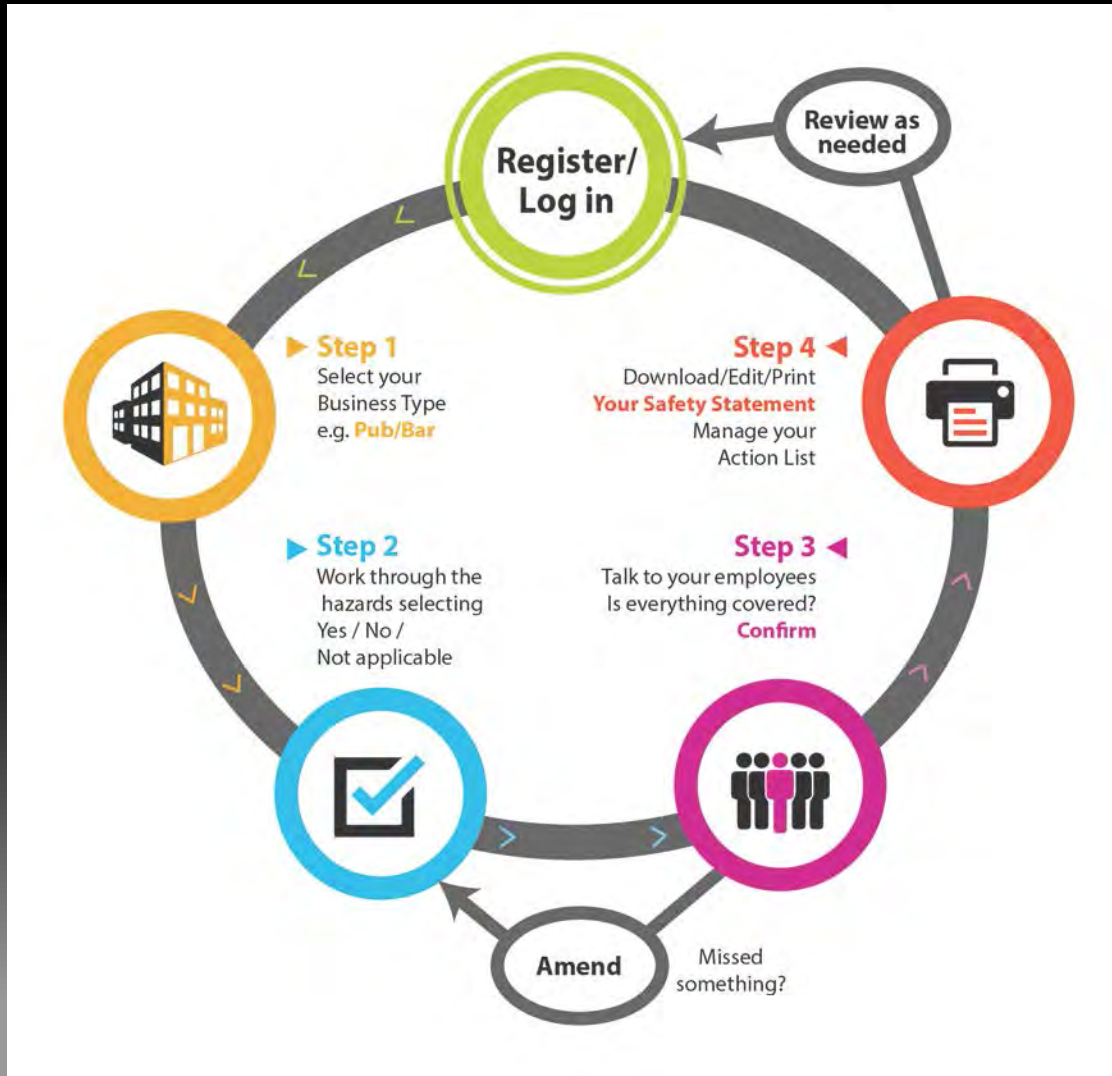 Register/
Log in
Review as
needed
Step 1
Select your
Business Type
e.g. Pub/Bar
Step 2
Work through the
hazards selecting
Yes / No /
Not applicable
Step 3
Talk to your employees
Is everything covered?
Confirm
Step 4
Download/Edit/Print
Your Safety Statement
Manage your
Action List
Amend
Missed
something?